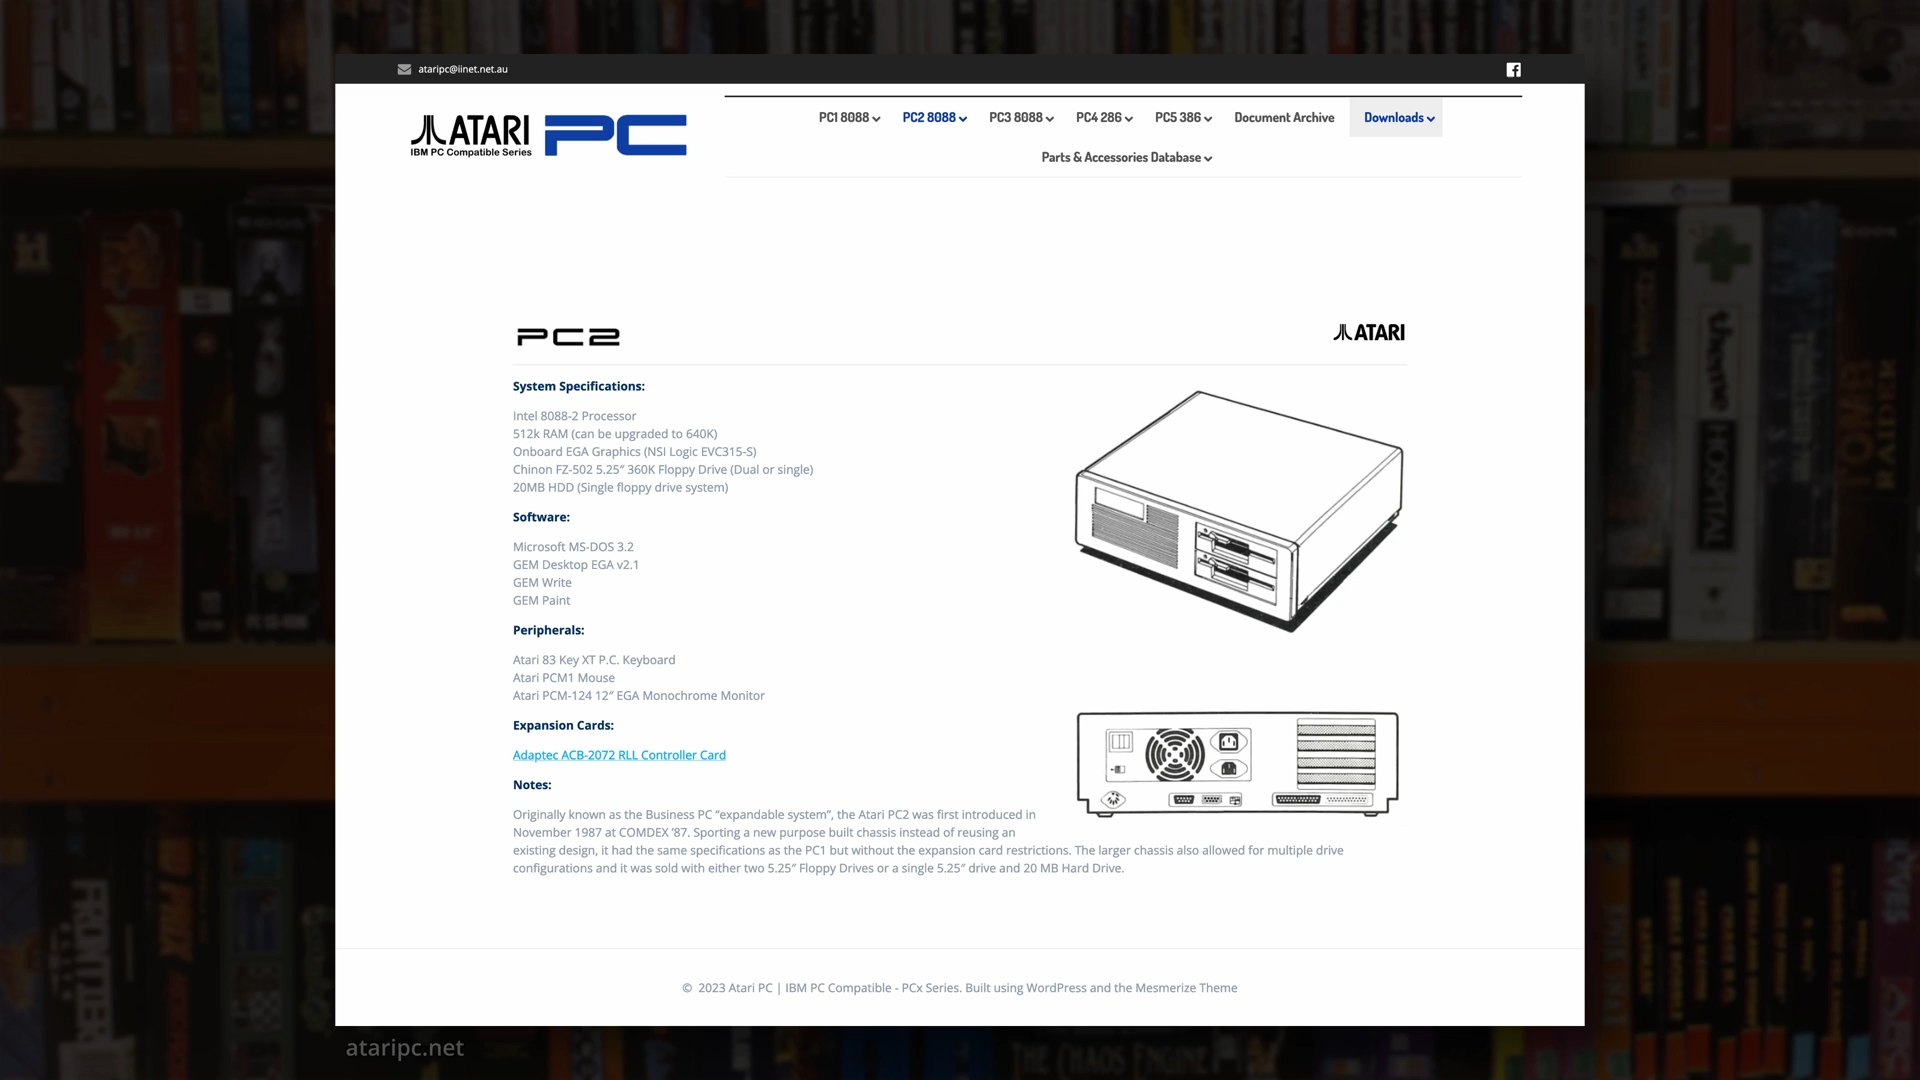 ataripc@iinet.net.au
ATARI PC
IBM PC Compatible Series
PC1 8088 PC2 8088 PC3 8088 PC4 286 PC5 386 Document Archive Downloads
Parts & Accessories Database
PC2
ATARI
System Specifications:
Intel 8088-2 Processor
512k RAM (can be upgraded to 640K)
Onboard EGA Graphics (NSI Logic EVC315-S)
Chinon FZ-502 5.25″ 360K Floppy Drive (Dual or single)
20MB HDD (Single floppy drive system)
Software:
Microsoft MS-DOS 3.2
GEM Desktop EGA v2.1
GEM Write
GEM Paint
Peripherals:
Atari 83 Key XT P.C. Keyboard
Atari PCM1 Mouse
Atari PCM-124 12″ EGA Monochrome Monitor
Expansion Cards:
Adaptec ACB-2072 RLL Controller Card
Notes:
Originally known as the Business PC “expandable system”, the Atari PC2 was first introduced in
November 1987 at COMDEX ’87. Sporting a new purpose built chassis instead of reusing an
existing design, it had the same specifications as the PC1 but without the expansion card restrictions. The larger chassis also allowed for multiple drive
configurations and it was sold with either two 5.25″ Floppy Drives or a single 5.25″ drive and 20 MB Hard Drive.
© 2023 Atari PC | IBM PC Compatible - PCx Series. Built using WordPress and the Mesmerize Theme
ataripc.net
id
theme
HOSPITAL
TOMB
RAIDER
FRONTIER
THE CHAOS ENGINE